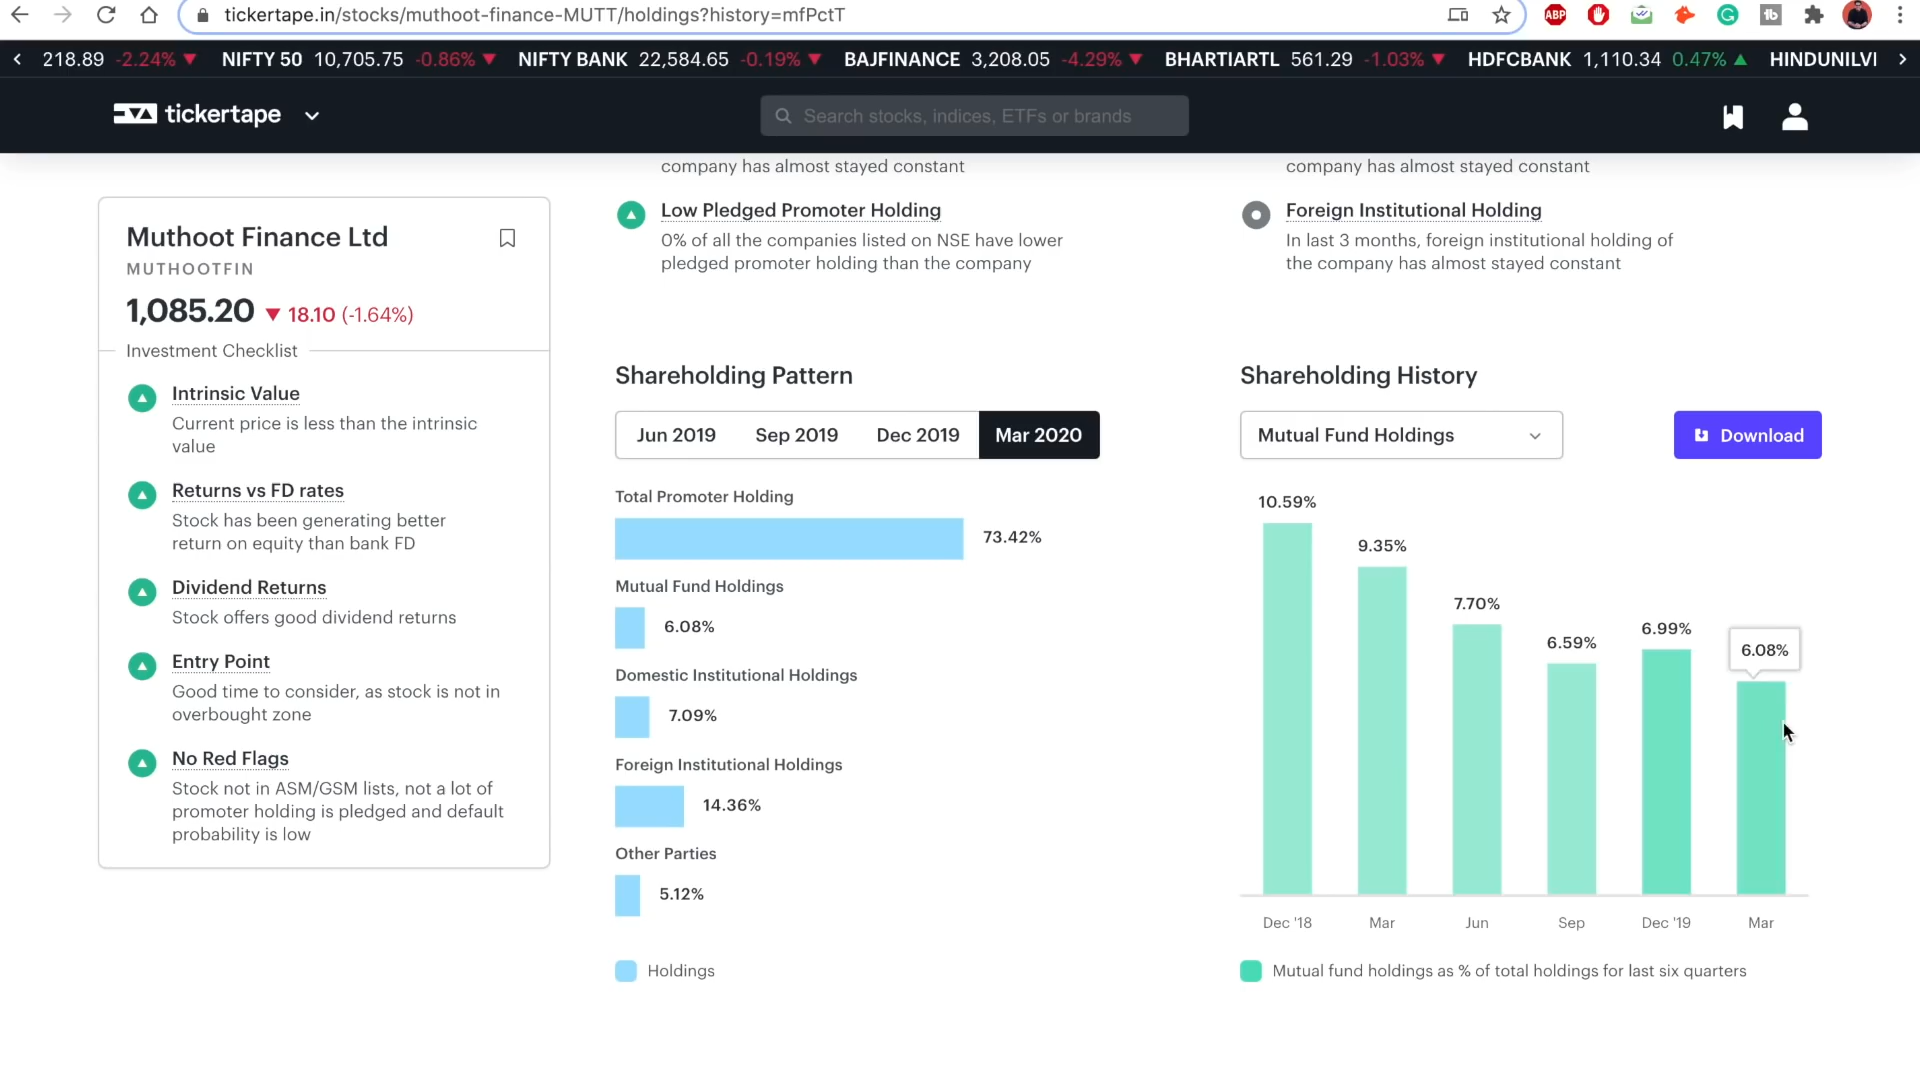 tickertape.in/stocks/muthoot-finance-MUTT/holdings?history=mfPctT
ABP
tb
218.89 -2.24% ▼ NIFTY 50 10,705.75 -0.86% ▼ NIFTY BANK 22,584.65 -0.19% ▼ BAJFINANCE 3,208.05 -4.29% ▼ BHARTIARTL 561.29 -1.03% ▼ HDFCBANK 1,110.34 0.47% ▲ HINDUNILVI
tickertape
Search stocks, indices, ETFs or brands
Muthoot Finance Ltd
MUTHOOTFIN
1,085.20 ▼ 18.10 (-1.64%)
Investment Checklist
Intrinsic Value
Current price is less than the intrinsic
value
Returns vs FD rates
Stock has been generating better
return on equity than bank FD
Dividend Returns
Stock offers good dividend returns
Entry Point
Good time to consider, as stock is not in
overbought zone
No Red Flags
Stock not in ASM/GSM lists, not a lot of
promoter holding is pledged and default
probability is low
company has almost stayed constant
Low Pledged Promoter Holding
0% of all the companies listed on NSE have lower
pledged promoter holding than the company
company has almost stayed constant
Foreign Institutional Holding
In last 3 months, foreign institutional holding of
the company has almost stayed constant
Shareholding Pattern
Jun 2019 Sep 2019 Dec 2019 Mar 2020
Total Promoter Holding
73.42%
Mutual Fund Holdings
6.08%
Domestic Institutional Holdings
7.09%
Foreign Institutional Holdings
14.36%
Other Parties
5.12%
Holdings
Shareholding History
Mutual Fund Holdings
Download
10.59%
9.35%
7.70%
6.59%
6.99%
6.08%
Dec '18 Mar Jun Sep Dec '19 Mar
Mutual fund holdings as % of total holdings for last six quarters